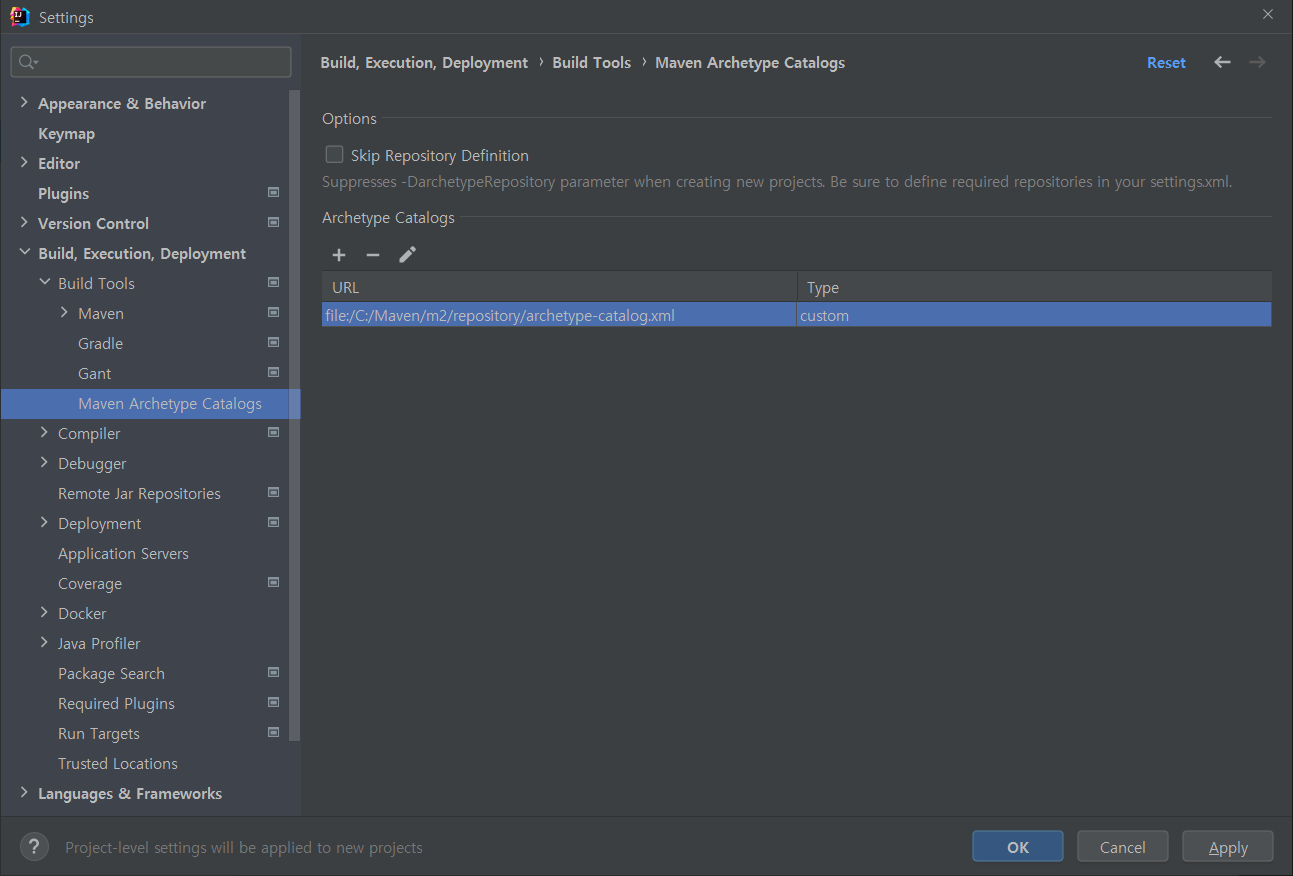 Settings
Build, Execution, Deployment › Build Tools › Maven Archetype Catalogs
Reset
Appearance & Behavior
Keymap
Editor
Plugins
Version Control
Build, Execution, Deployment
Build Tools
Maven
Gradle
Gant
Maven Archetype Catalogs
Compiler
Debugger
Remote Jar Repositories
Deployment
Application Servers
Coverage
Docker
Java Profiler
Package Search
Required Plugins
Run Targets
Trusted Locations
Languages & Frameworks
Options
Skip Repository Definition
Suppresses -DarchetypeRepository parameter when creating new projects. Be sure to define required repositories in your settings.xml.
Archetype Catalogs
URL Type
file:/C:/Maven/m2/repository/archetype-catalog.xml custom
? Project-level settings will be applied to new projects
OK Cancel Apply